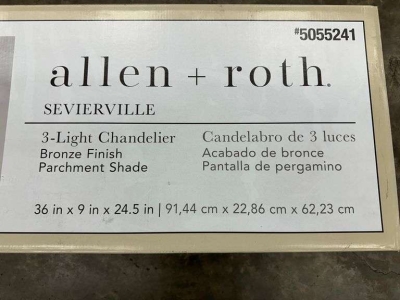 #5055241
allen + roth®
SEVIERVILLE
3-Light Chandelier
Bronze Finish
Parchment Shade
Candelabro de 3 luces
Acabado de bronce
Pantalla de pergamino
36 in x 9 in x 24.5 in | 91,44 cm x 22,86 cm x 62,23 cm